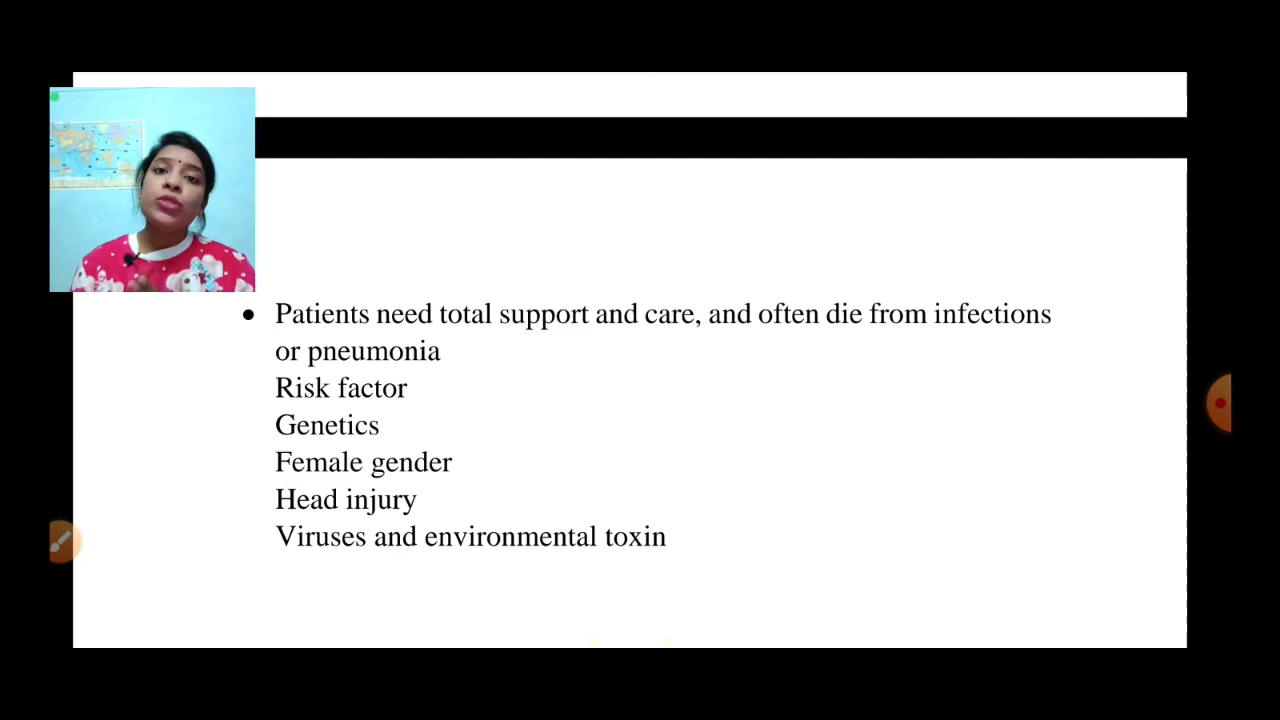 Patients need total support and care, and often die from infections
or pneumonia
Risk factor
Genetics
Female gender
Head injury
Viruses and environmental toxin